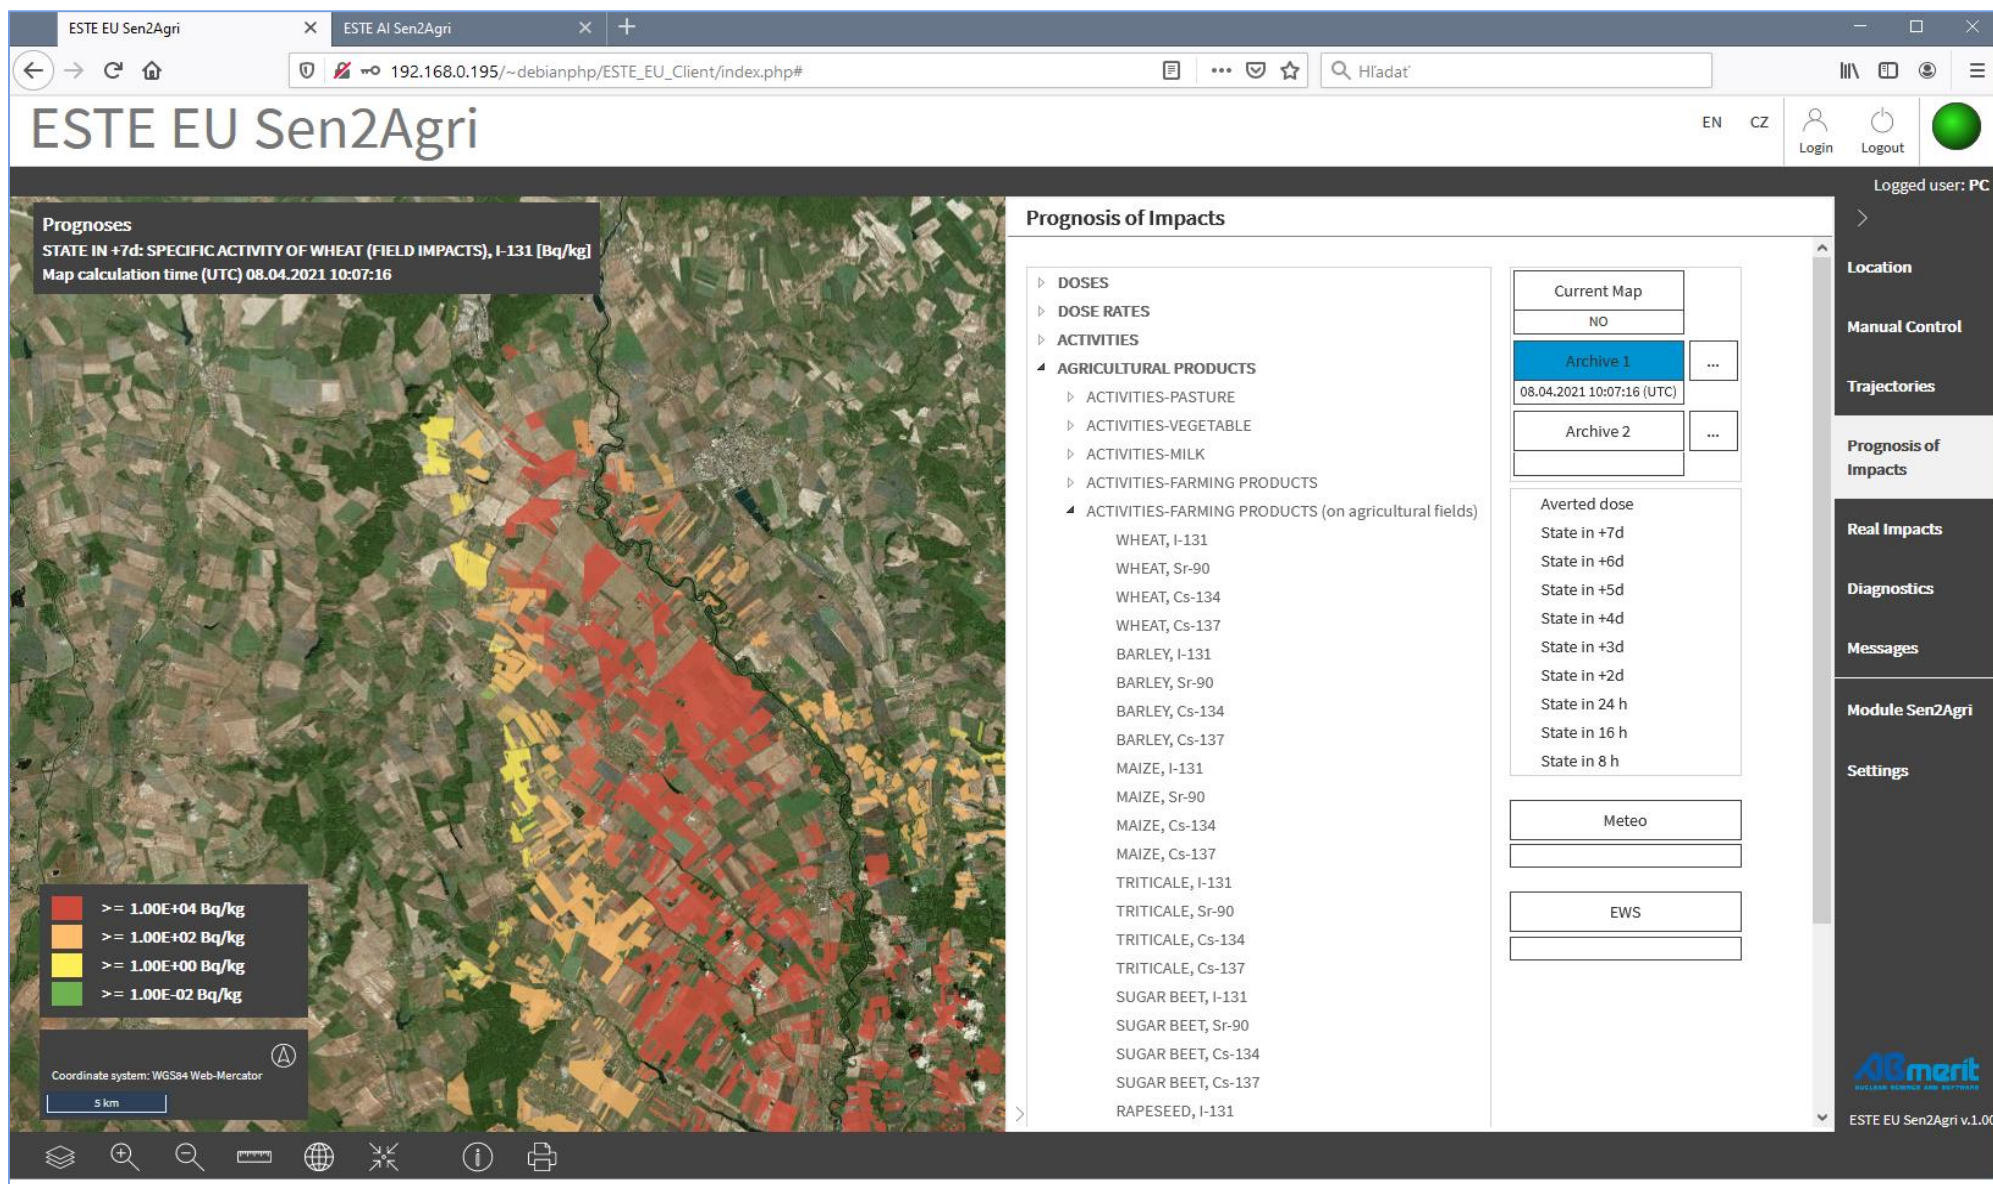 ESTE EU Sen2Agri
ESTE AI Sen2Agri
192.168.0.195/~debianphp/ESTE_EU_Client/index.php#
Hľadať
ESTE EU Sen2Agri
EN CZ
Login
Logout
Logged user: PC
Prognoses
STATE IN +7d: SPECIFIC ACTIVITY OF WHEAT (FIELD IMPACTS), I-131 [Bq/kg]
Map calculation time (UTC) 08.04.2021 10:07:16
>= 1.00E+04 Bq/kg
>= 1.00E+02 Bq/kg
>= 1.00E+00 Bq/kg
>= 1.00E-02 Bq/kg
Coordinate system: WGS84 Web-Mercator
5 km
Prognosis of Impacts
DOSES
DOSE RATES
ACTIVITIES
AGRICULTURAL PRODUCTS
ACTIVITIES-PASTURE
ACTIVITIES-VEGETABLE
ACTIVITIES-MILK
ACTIVITIES-FARMING PRODUCTS
ACTIVITIES-FARMING PRODUCTS (on agricultural fields)
WHEAT, I-131
WHEAT, Sr-90
WHEAT, Cs-134
WHEAT, Cs-137
BARLEY, I-131
BARLEY, Sr-90
BARLEY, Cs-134
BARLEY, Cs-137
MAIZE, I-131
MAIZE, Sr-90
MAIZE, Cs-134
MAIZE, Cs-137
TRITICALE, I-131
TRITICALE, Sr-90
TRITICALE, Cs-134
TRITICALE, Cs-137
SUGAR BEET, I-131
SUGAR BEET, Sr-90
SUGAR BEET, Cs-134
SUGAR BEET, Cs-137
RAPESEED, I-131
Current Map
NO
Archive 1
...
08.04.2021 10:07:16 (UTC)
Archive 2
...
Averted dose
State in +7d
State in +6d
State in +5d
State in +4d
State in +3d
State in +2d
State in 24 h
State in 16 h
State in 8 h
Meteo
EWS
Location
Manual Control
Trajectories
Prognosis of
Impacts
Real Impacts
Diagnostics
Messages
Module Sen2Agri
Settings
ABmerit
NUCLEAR SCIENCE AND SOFTWARE
ESTE EU Sen2Agri v.1.00